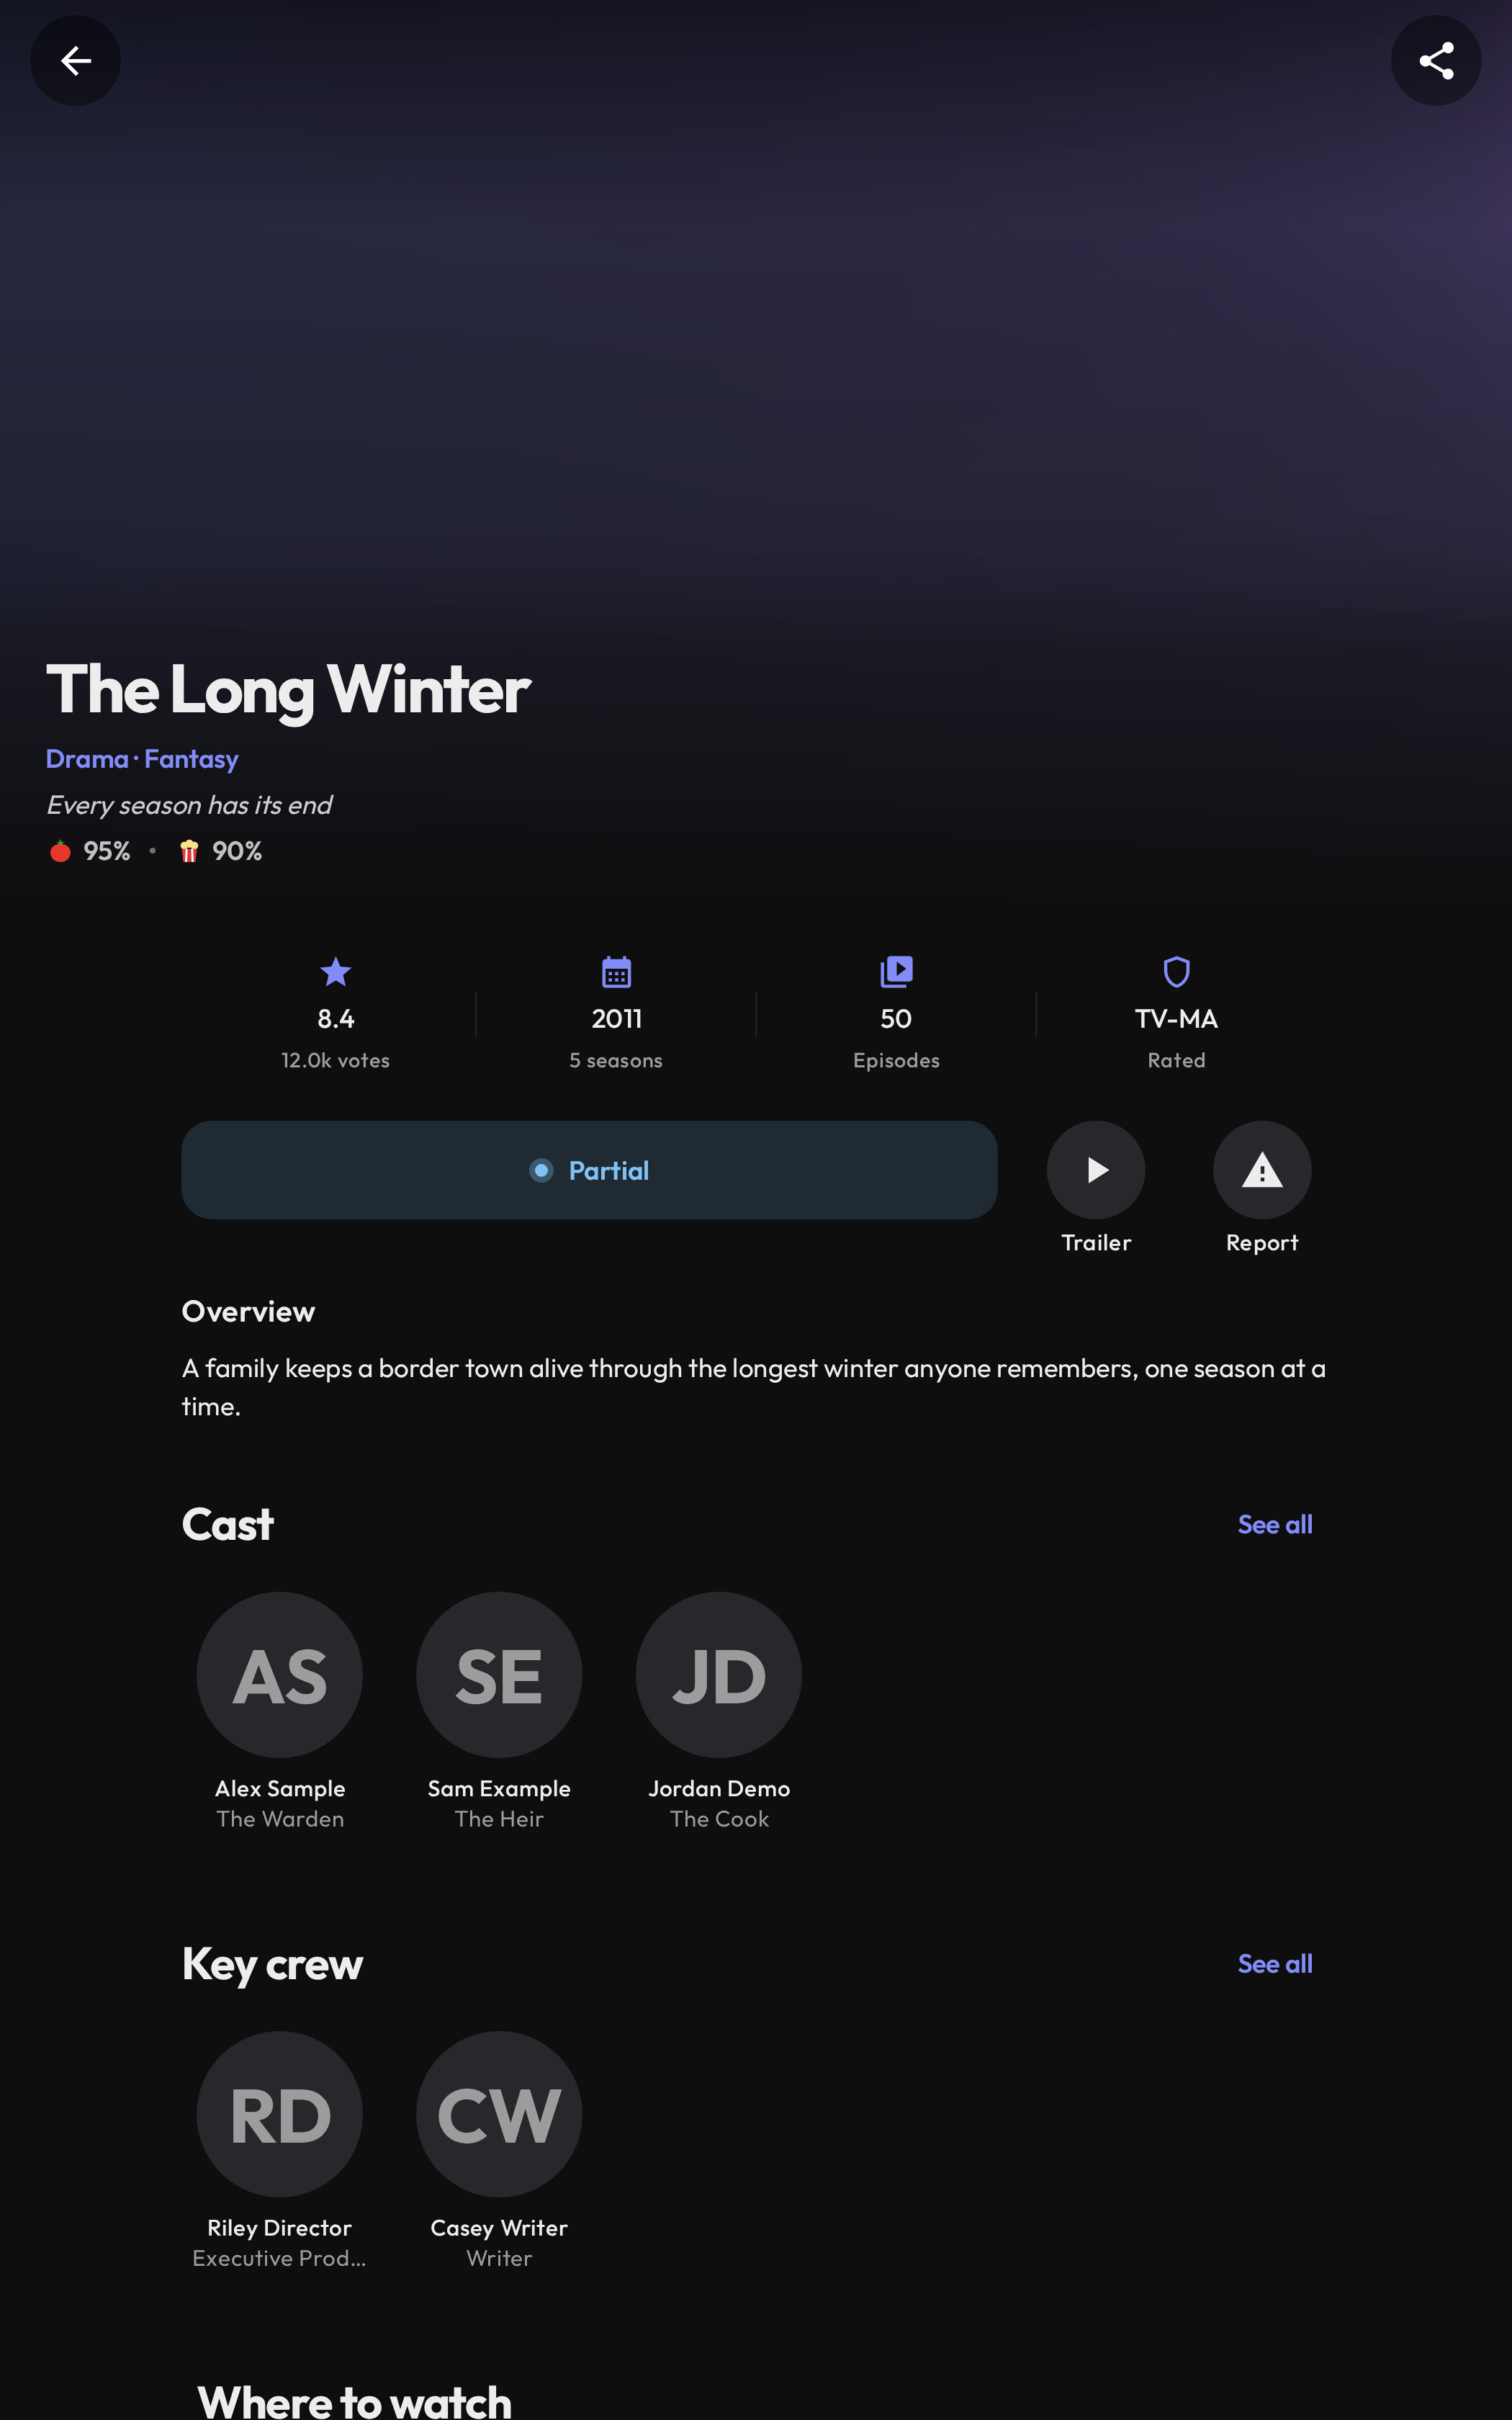 The Long Winter
Drama · Fantasy
Every season has its end
95% • 90%
8.4
12.0k votes
2011
5 seasons
50
Episodes
TV-MA
Rated
Partial
Trailer
Report
Overview
A family keeps a border town alive through the longest winter anyone remembers, one season at a
time.
Cast
See all
AS
SE
JD
Alex Sample
The Warden
Sam Example
The Heir
Jordan Demo
The Cook
Key crew
See all
RD
CW
Riley Director
Executive Prod...
Casey Writer
Writer
Where to watch